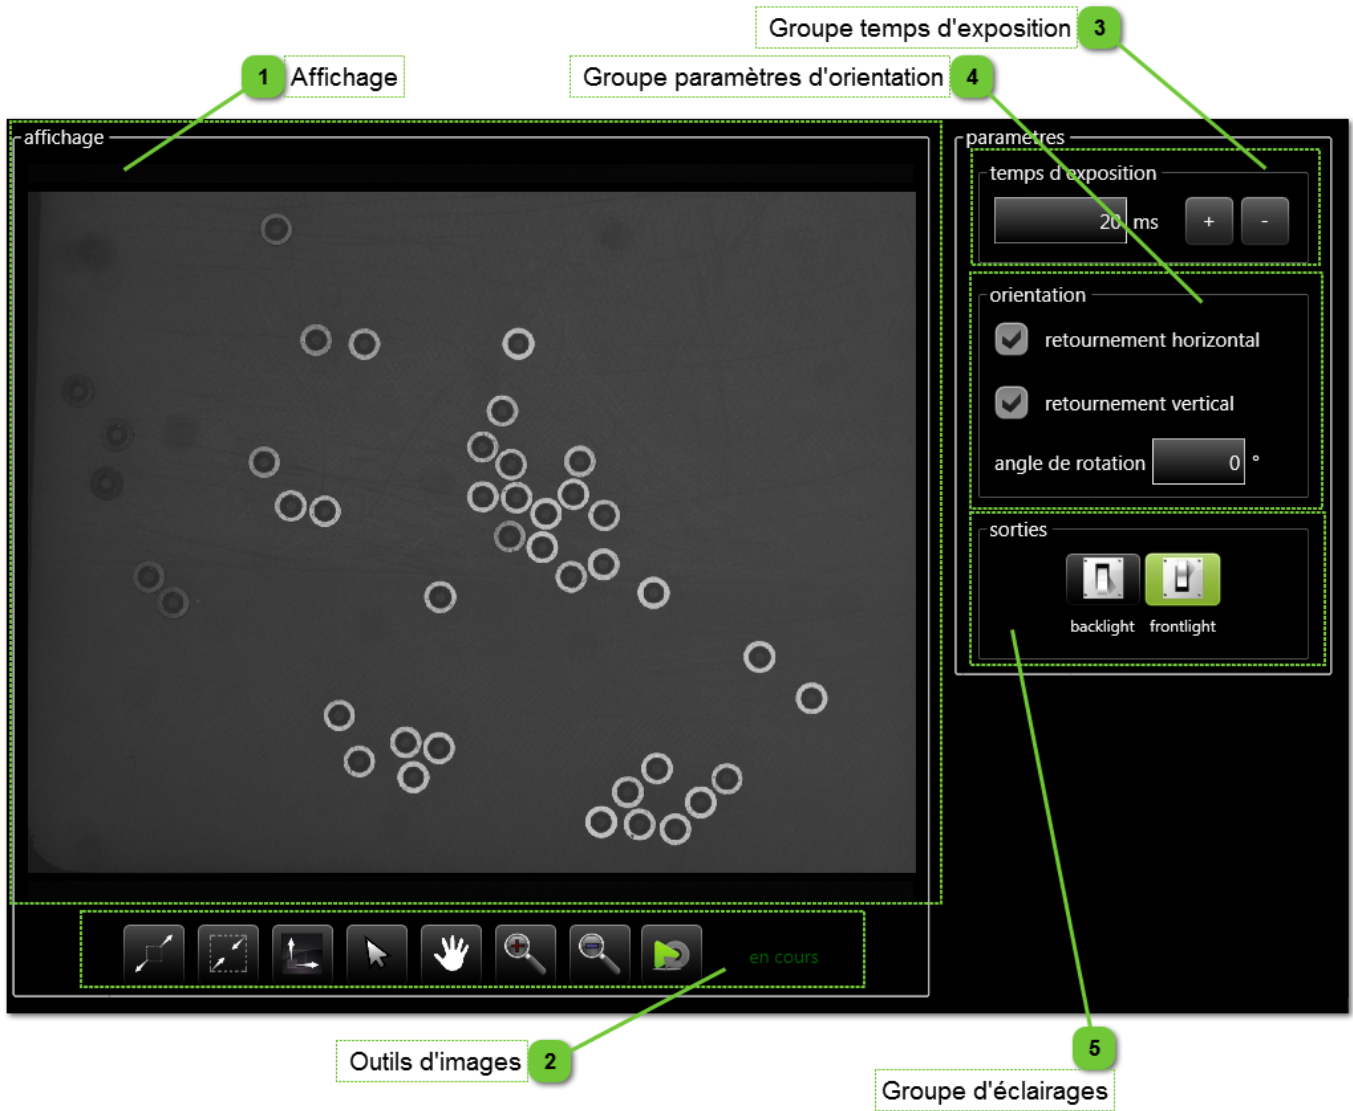 Groupe temps d'exposition 3
1 Affichage
Groupe paramètres d'orientation 4
affichage
paramètres
temps d'exposition
20 ms + -
orientation
retournement horizontal
retournement vertical
angle de rotation 0 °
sorties
backlight frontlight
en cours
Outils d'images 2
5
Groupe d'éclairages